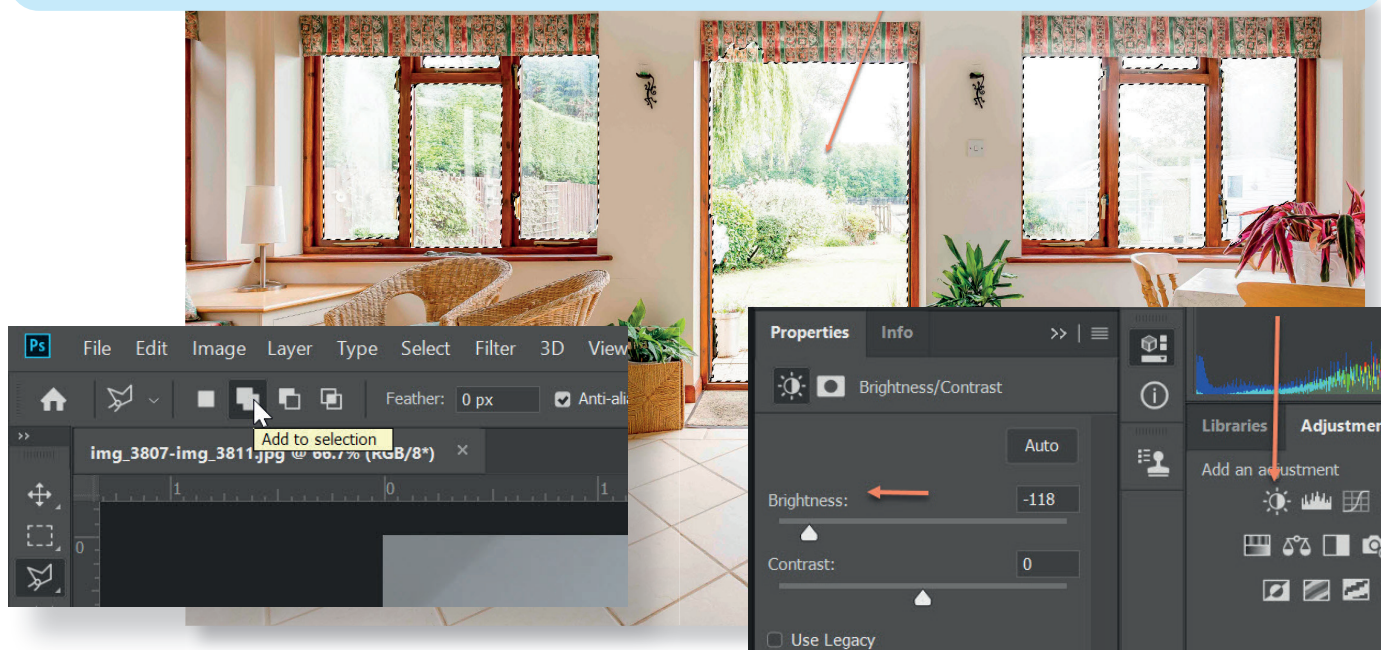 Ps File Edit Image Layer Type Select Filter 3D View
Feather: 0 px Anti-alia
Add to selection
img_3807-img_3811.jpg @ 66.7% (RGB/8*) ×
1 0 1
0
Properties Info
Brightness/Contrast
Auto
Brightness: -118
Contrast: 0
Use Legacy
Libraries Adjustmen
Add an adjustment